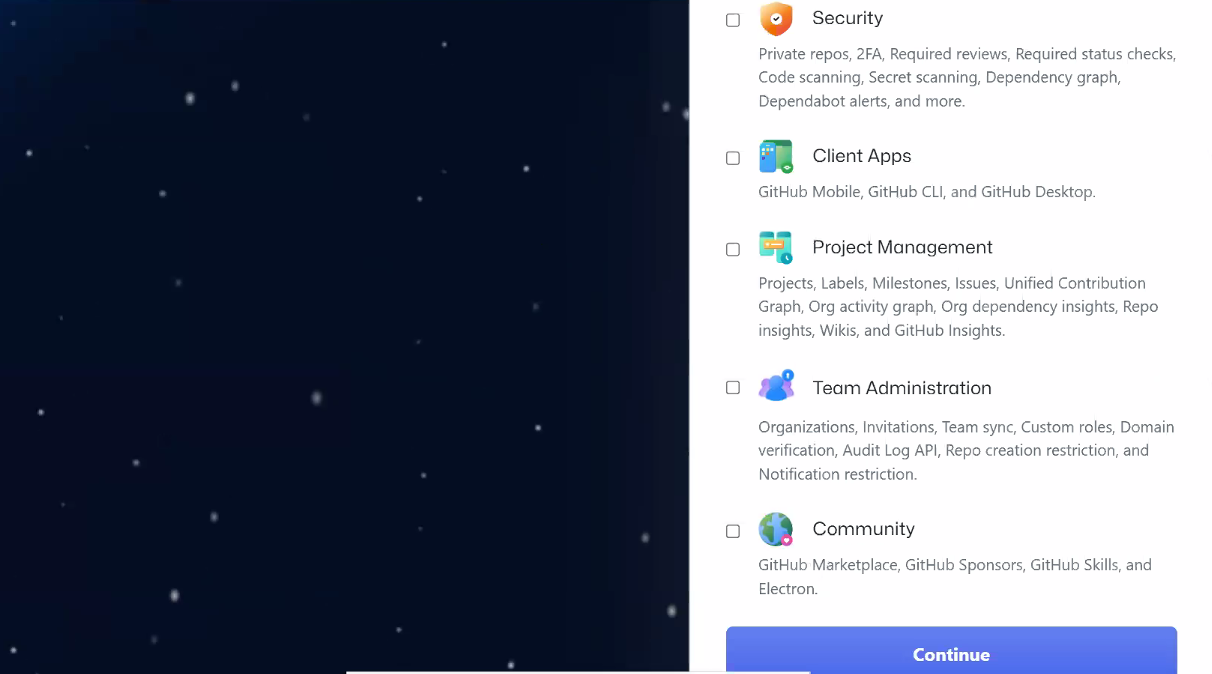 Security
Private repos, 2FA, Required reviews, Required status checks,
Code scanning, Secret scanning, Dependency graph,
Dependabot alerts, and more.
Client Apps
GitHub Mobile, GitHub CLI, and GitHub Desktop.
Project Management
Projects, Labels, Milestones, Issues, Unified Contribution
Graph, Org activity graph, Org dependency insights, Repo
insights, Wikis, and GitHub Insights.
Team Administration
Organizations, Invitations, Team sync, Custom roles, Domain
verification, Audit Log API, Repo creation restriction, and
Notification restriction.
Community
GitHub Marketplace, GitHub Sponsors, GitHub Skills, and
Electron.
Continue